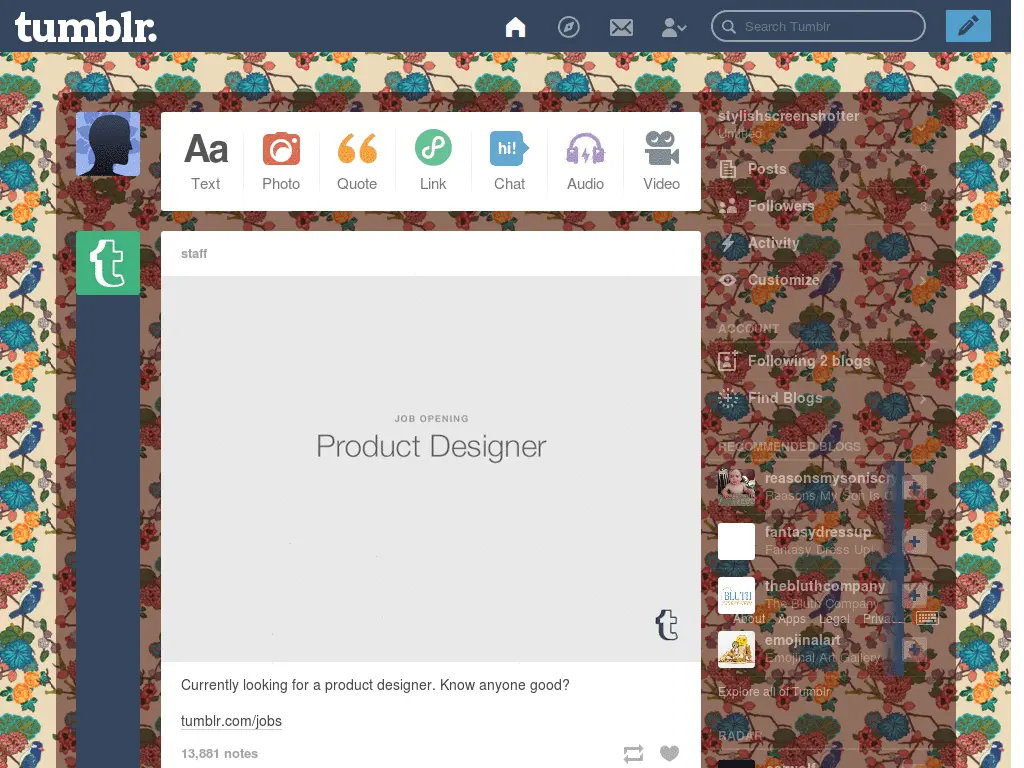 tumblr.
Search Tumblr
Aa
hi!
Text
Photo
Quote
Link
Chat
Audio
Video
staff
JOB OPENING
Product Designer
Currently looking for a product designer. Know anyone good?
tumblr.com/jobs
13,881 notes
stylishscreenshotter
Untitled
Posts
Followers
8
Activity
Customize
ACCOUNT
Following 2 blogs
Find Blogs
RECOMMENDED BLOGS
reasonsmysoniscr
Reasons My Son Is C
fantasydressup
Fantasy Dress Up!
thebluthcompany
The Bluth Company
About Apps Legal Priva...
emojinalart
Emojinal Art Gallery
Explore all of Tumblr
RADAR